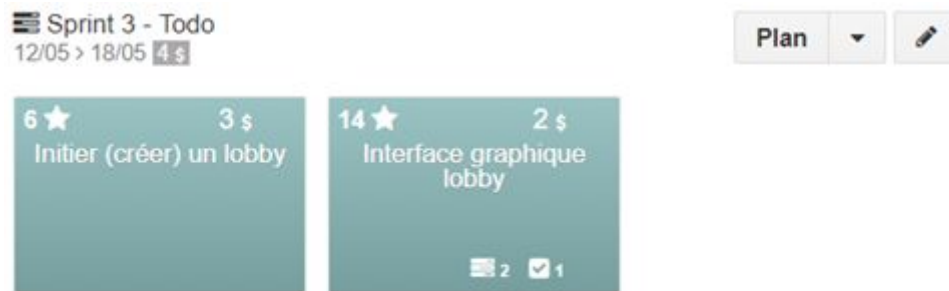 Sprint 3 - Todo
12/05 > 18/05 4 $
Plan
6 3 $
Initier (créer) un lobby
14 2 $
Interface graphique
lobby
2 1